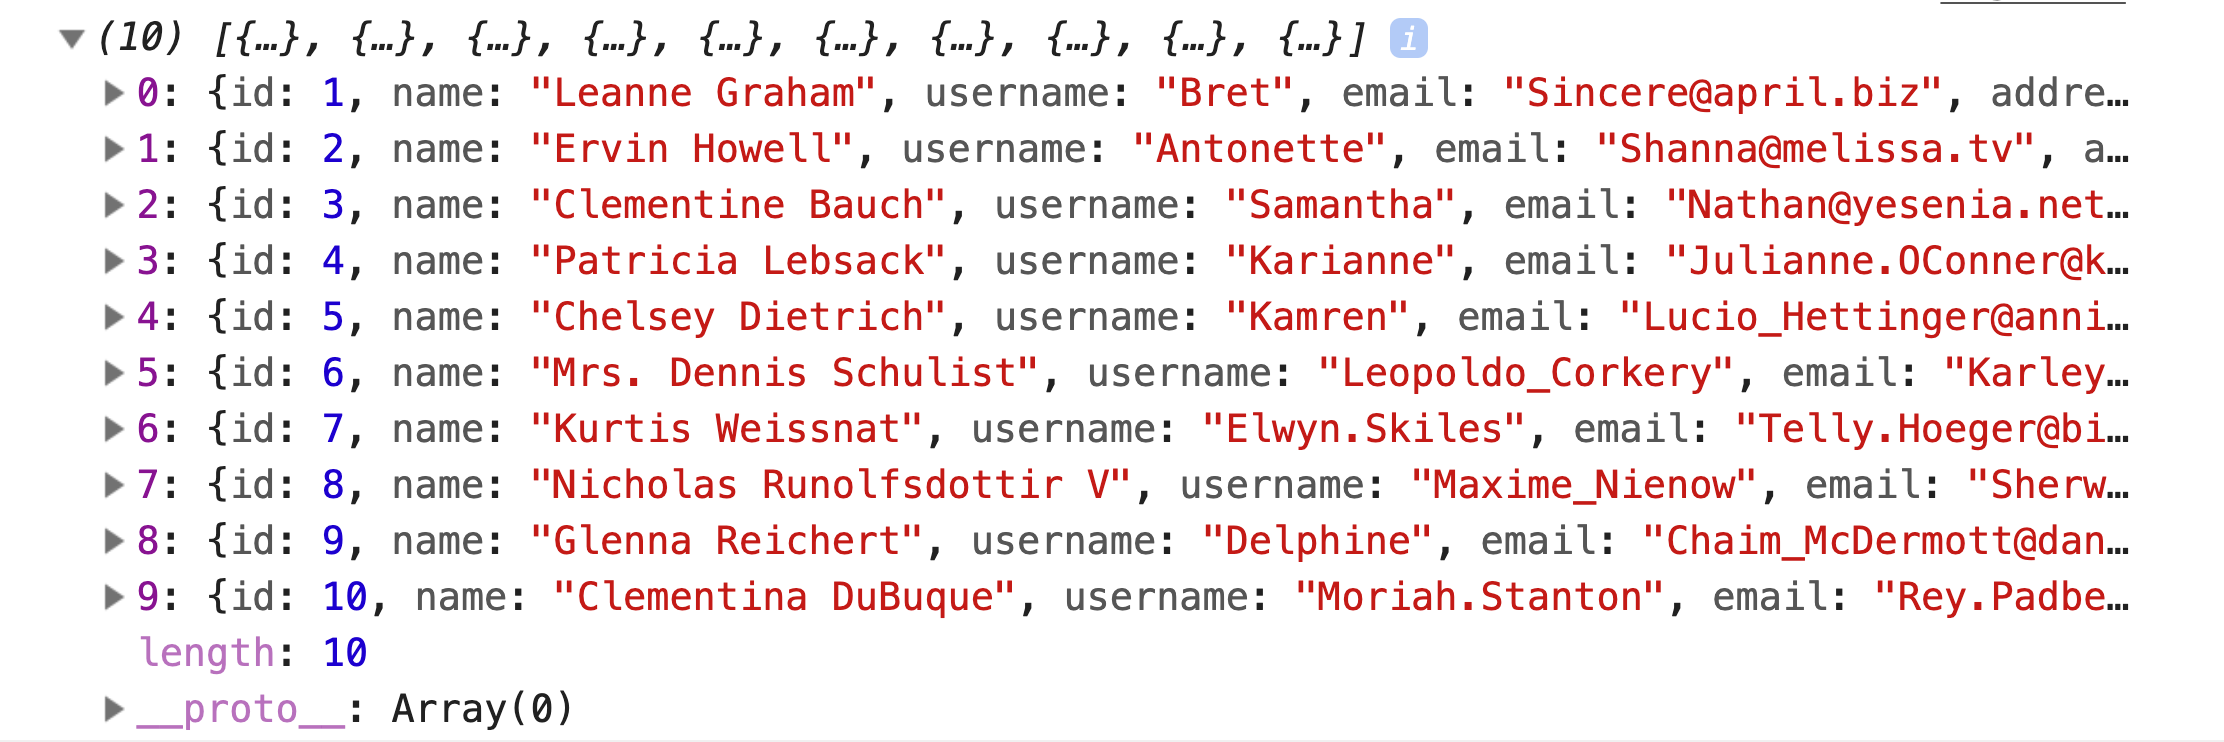 (10) [{…}, {…}, {…}, {…}, {…}, {…}, {…}, {…}, {…}, {…}] i
0: {id: 1, name: "Leanne Graham", username: "Bret", email: "Sincere@april.biz", addre…
1: {id: 2, name: "Ervin Howell", username: "Antonette", email: "Shanna@melissa.tv", a…
2: {id: 3, name: "Clementine Bauch", username: "Samantha", email: "Nathan@yesenia.net…
3: {id: 4, name: "Patricia Lebsack", username: "Karianne", email: "Julianne.OConner@k…
4: {id: 5, name: "Chelsey Dietrich", username: "Kamren", email: "Lucio_Hettinger@anni…
5: {id: 6, name: "Mrs. Dennis Schulist", username: "Leopoldo_Corkery", email: "Karley…
6: {id: 7, name: "Kurtis Weissnat", username: "Elwyn.Skiles", email: "Telly.Hoeger@bi…
7: {id: 8, name: "Nicholas Runolfsdottir V", username: "Maxime_Nienow", email: "Sherw…
8: {id: 9, name: "Glenna Reichert", username: "Delphine", email: "Chaim_McDermott@dan…
9: {id: 10, name: "Clementina DuBuque", username: "Moriah.Stanton", email: "Rey.Padbe…
length: 10
__proto__: Array(0)